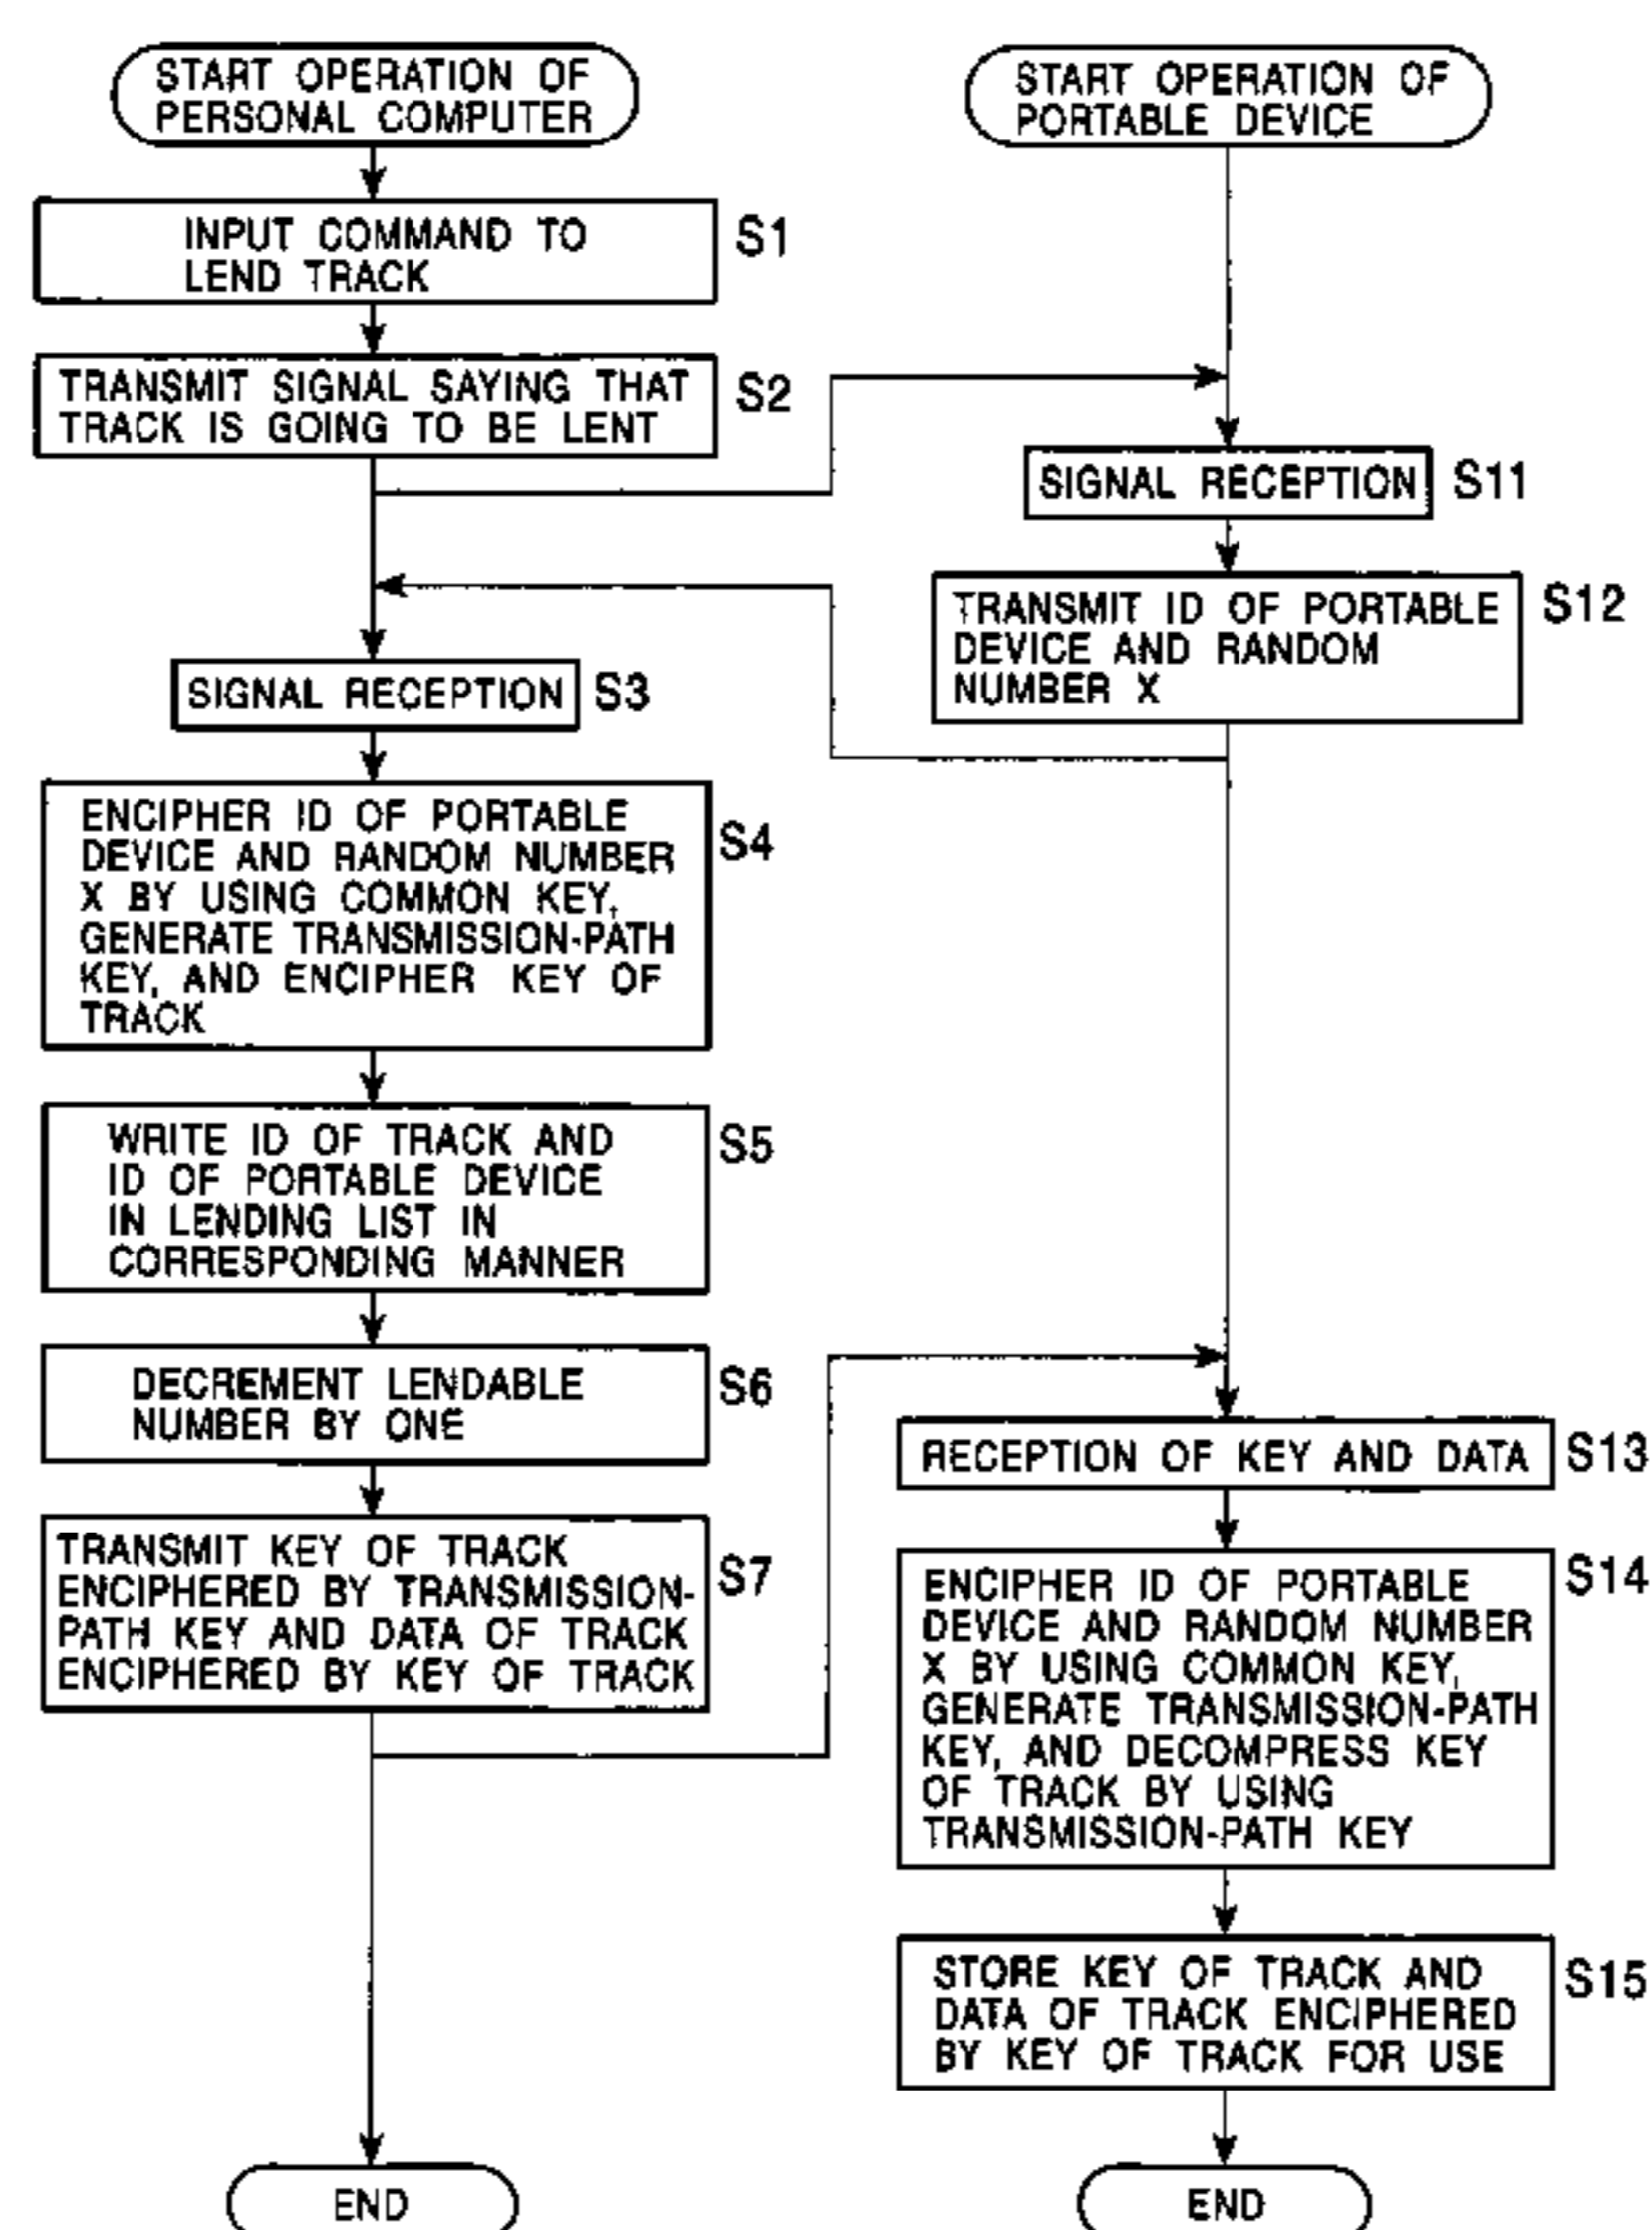 START OPERATION OF
PERSONAL COMPUTER
INPUT COMMAND TO
LEND TRACK
S1
TRANSMIT SIGNAL SAYING THAT
TRACK IS GOING TO BE LENT
S2
SIGNAL RECEPTION
S3
ENCIPHER ID OF PORTABLE
DEVICE AND RANDOM NUMBER
X BY USING COMMON KEY,
GENERATE TRANSMISSION-PATH
KEY, AND ENCIPHER KEY OF
TRACK
S4
WRITE ID OF TRACK AND
ID OF PORTABLE DEVICE
IN LENDING LIST IN
CORRESPONDING MANNER
S5
DECREMENT LENDABLE
NUMBER BY ONE
S6
TRANSMIT KEY OF TRACK
ENCIPHERED BY TRANSMISSION-
PATH KEY AND DATA OF TRACK
ENCIPHERED BY KEY OF TRACK
S7
END
START OPERATION OF
PORTABLE DEVICE
SIGNAL RECEPTION
S11
TRANSMIT ID OF PORTABLE
DEVICE AND RANDOM
NUMBER X
S12
RECEPTION OF KEY AND DATA
S13
ENCIPHER ID OF PORTABLE
DEVICE AND RANDOM NUMBER
X BY USING COMMON KEY,
GENERATE TRANSMISSION-PATH
KEY, AND DECOMPRESS KEY
OF TRACK BY USING
TRANSMISSION-PATH KEY
S14
STORE KEY OF TRACK AND
DATA OF TRACK ENCIPHERED
BY KEY OF TRACK FOR USE
S15
END